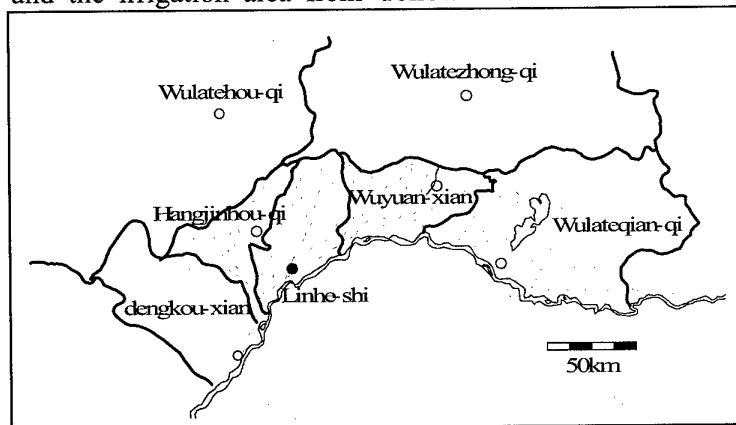 and the irrigation area from
Wulatehou-qi
Wulatezhong-qi
Hangjinhou-qi
Wuyuan-xian
Wulateqian-qi
Linhe-shi
dengkou-xian
50km